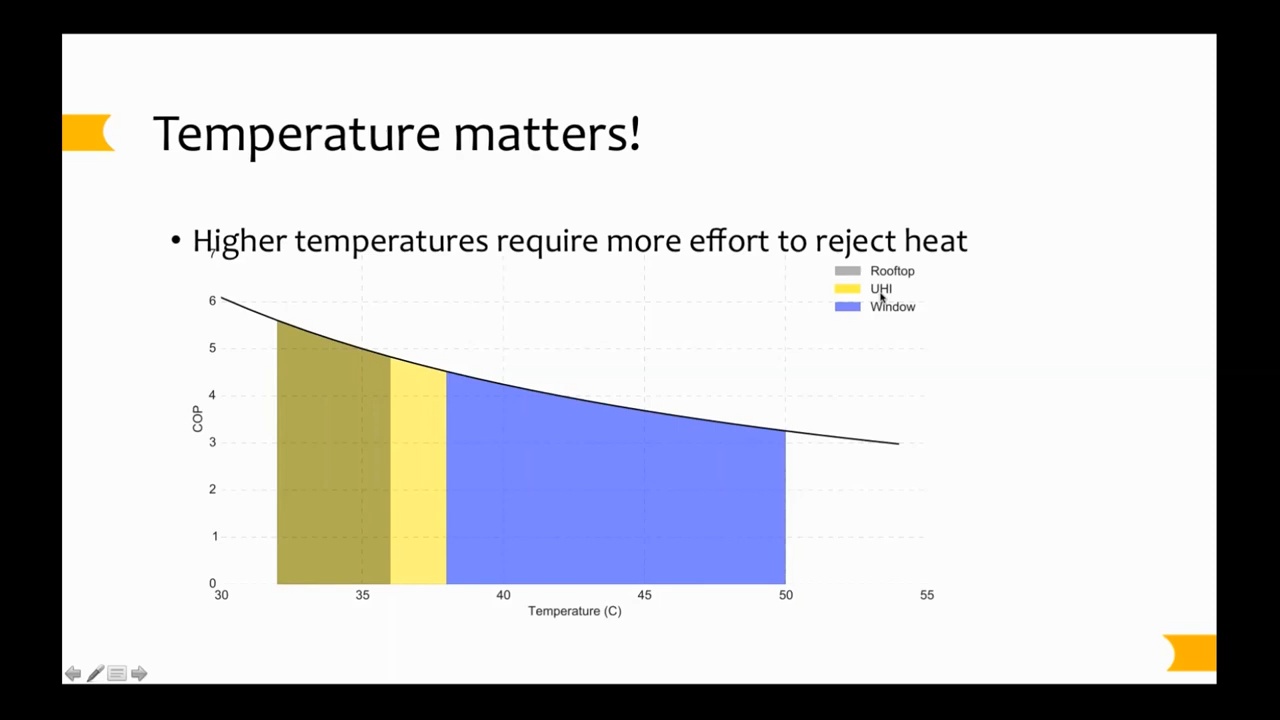 Temperature matters!
• Higher temperatures require more effort to reject heat
Rooftop
UHI
Window
7
6
5
4
3
2
1
0
COP
30 35 40 45 50 55
Temperature (C)